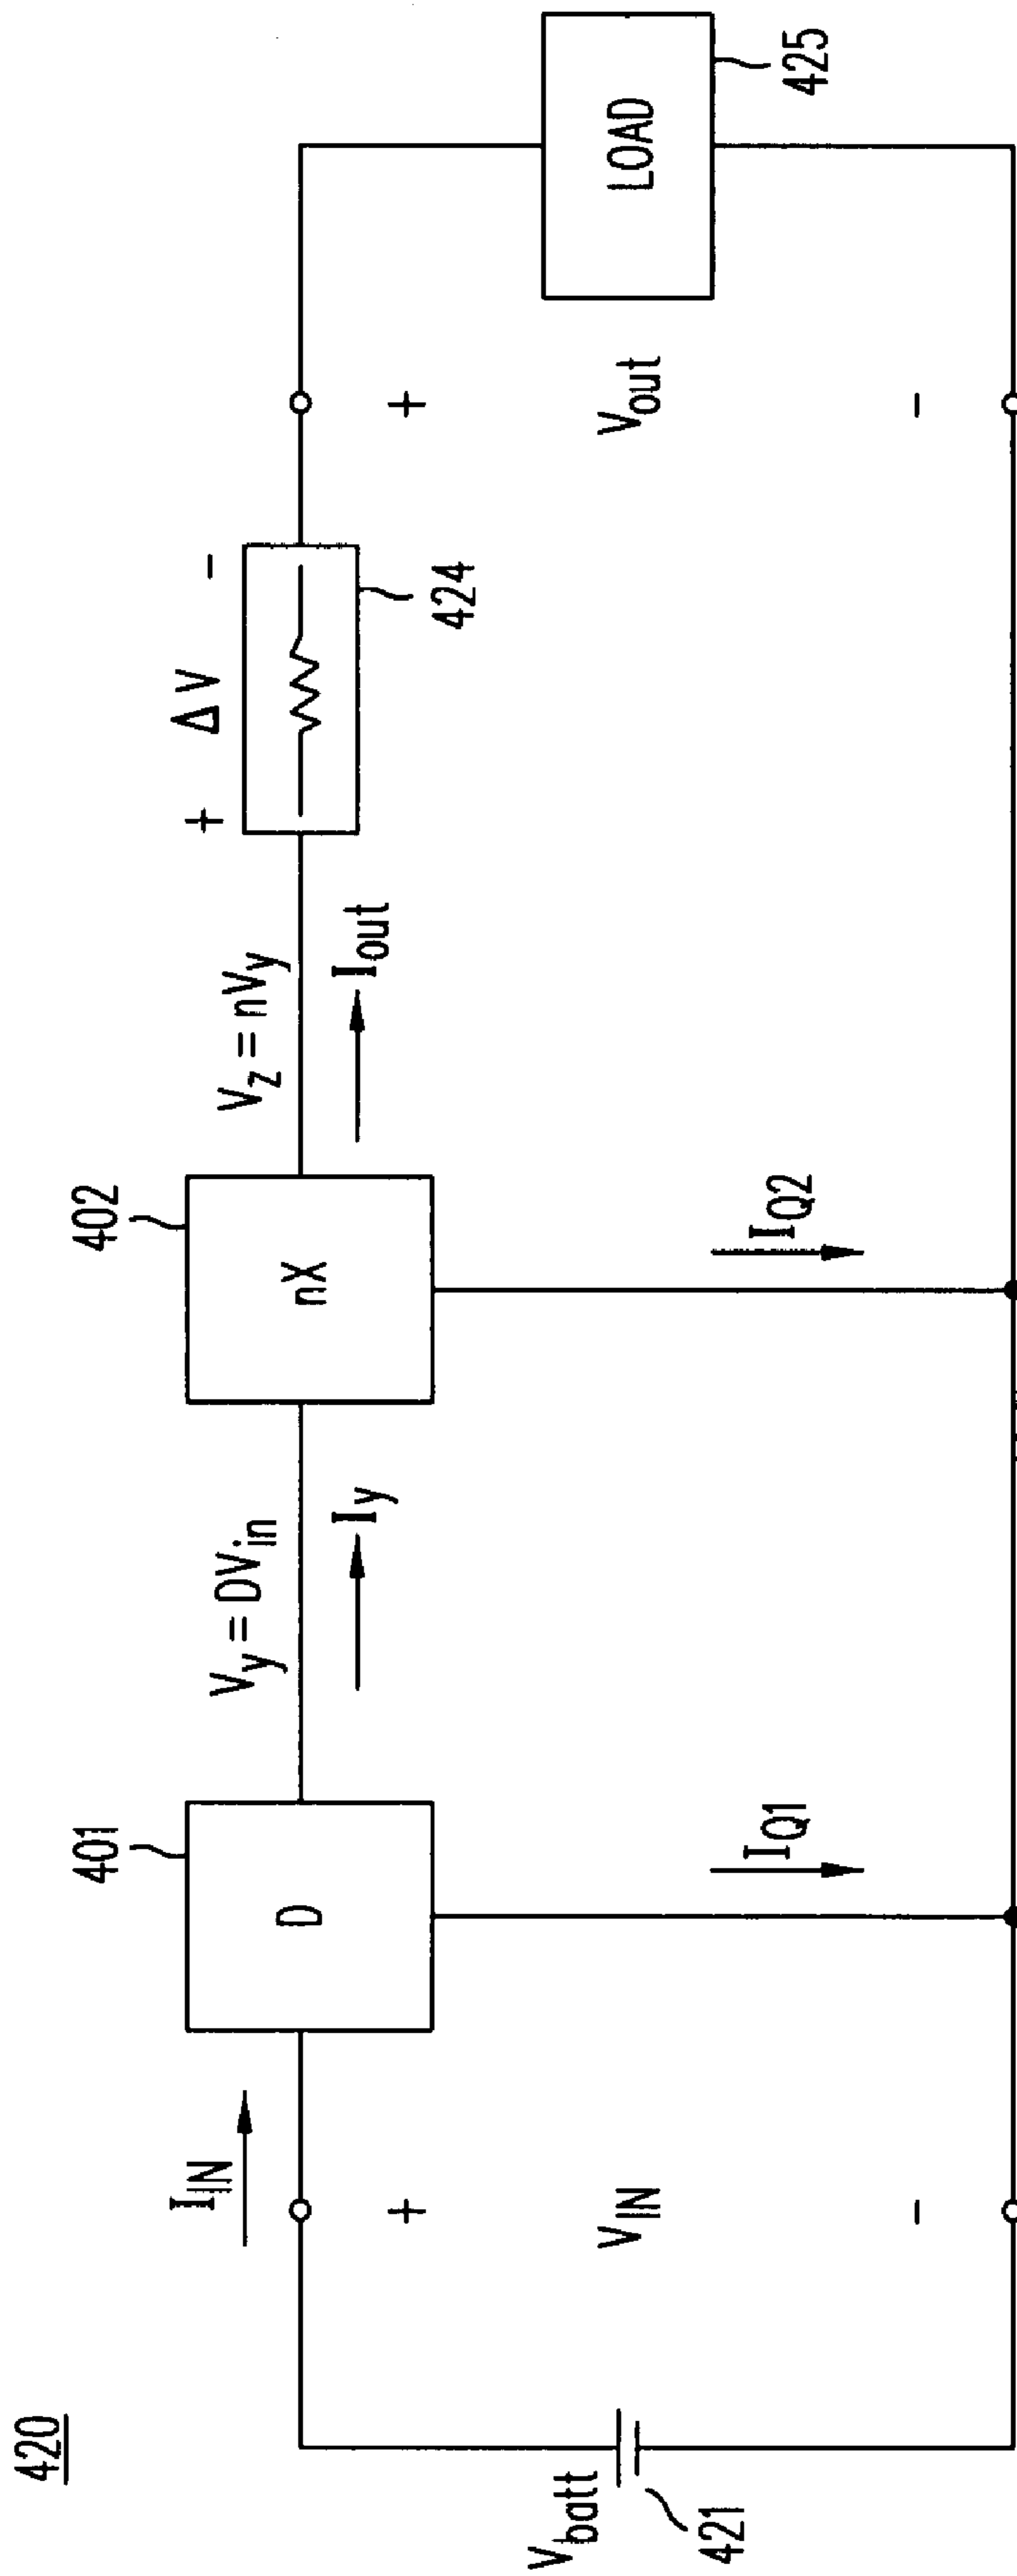 420
V_batt
421
I_IN
+
V_IN
-
401
D
I_Q1
V_y = DV_in
I_y
402
nX
I_Q2
V_z = nV_y
I_out
+ ΔV -
424
+
V_out
-
LOAD
425